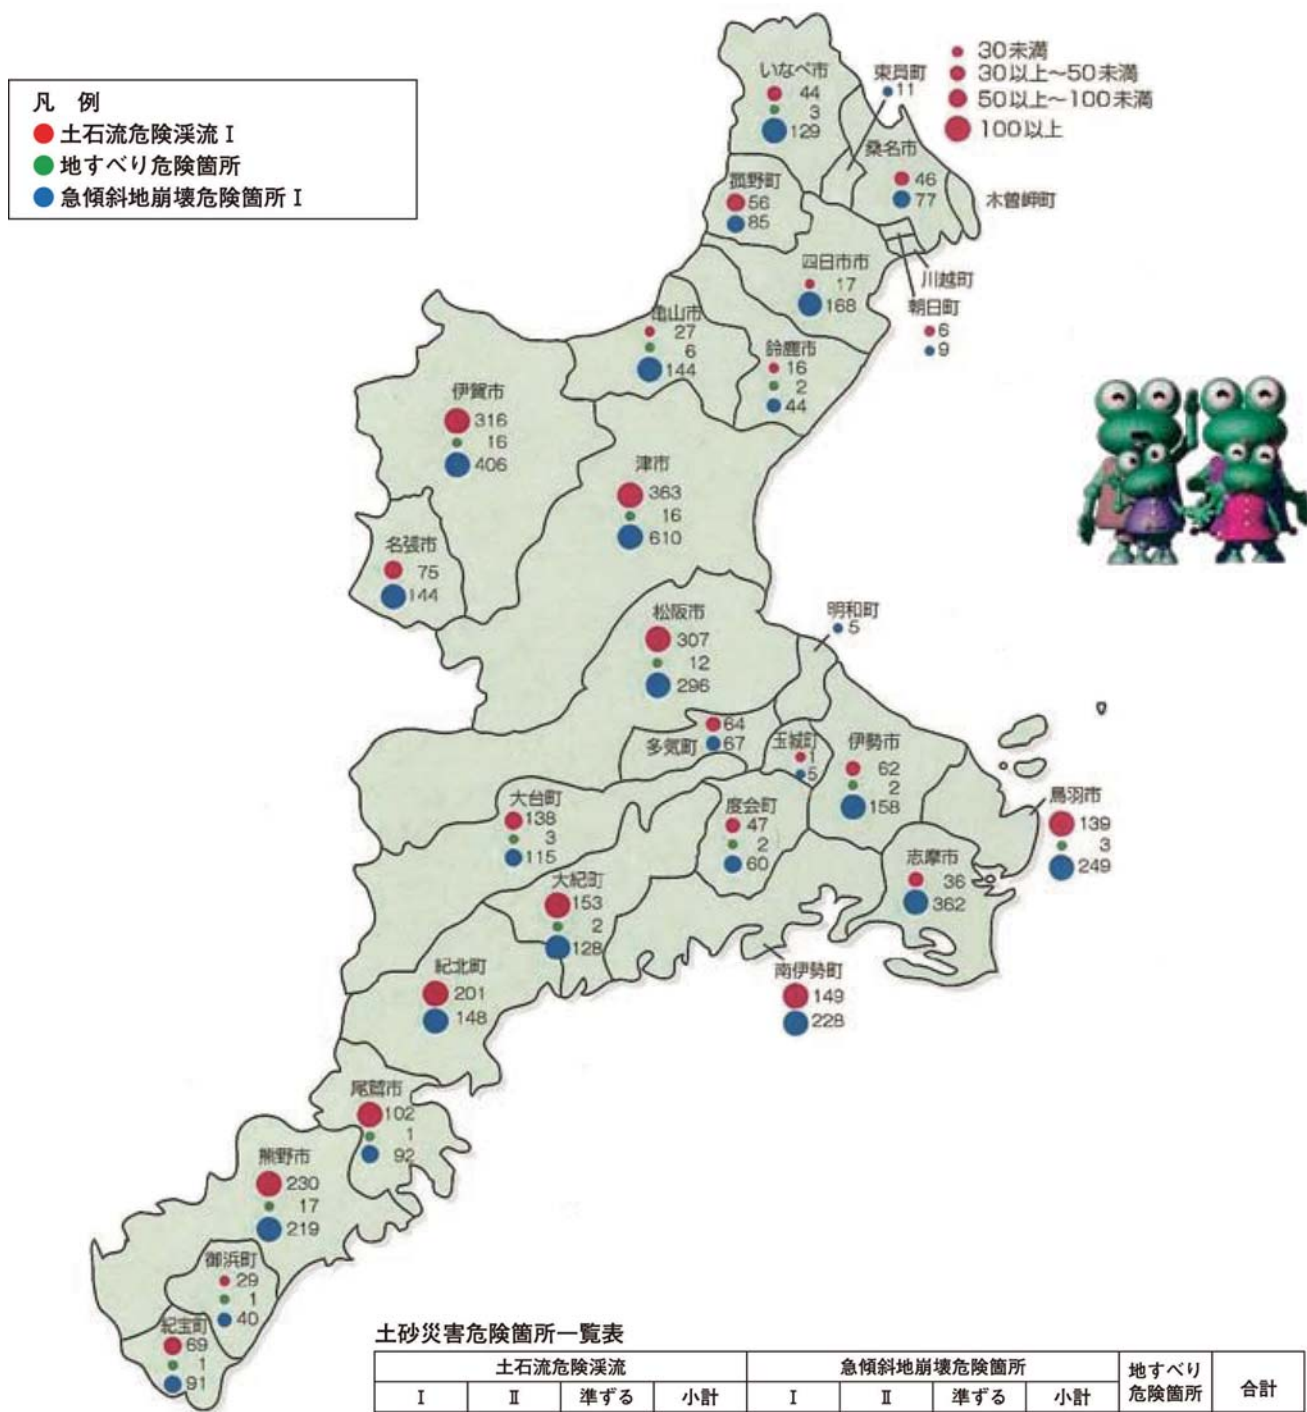 凡 例
土石流危険渓流 I
地すべり危険箇所
急傾斜地崩壊危険箇所 I
30未満
30以上～50未満
50以上～100未満
100以上
いなべ市
44
3
129
東員町
11
桑名市
46
77
木曽岬町
菰野町
56
85
四日市市
17
168
川越町
朝日町
6
9
亀山市
27
6
144
鈴鹿市
16
2
44
伊賀市
316
16
406
津市
363
16
610
名張市
75
144
松阪市
307
12
296
明和町
5
多気町
64
67
玉城町
1
5
伊勢市
62
2
158
鳥羽市
139
3
249
大台町
138
3
115
度会町
47
2
60
志摩市
36
362
大紀町
153
2
128
南伊勢町
149
228
紀北町
201
148
尾鷲市
102
1
92
熊野市
230
17
219
御浜町
29
1
40
紀宝町
69
1
91
土砂災害危険箇所一覧表
土石流危険渓流 急傾斜地崩壊危険箇所 地すべり危険箇所 合計
I II 準ずる 小計 I II 準ずる 小計